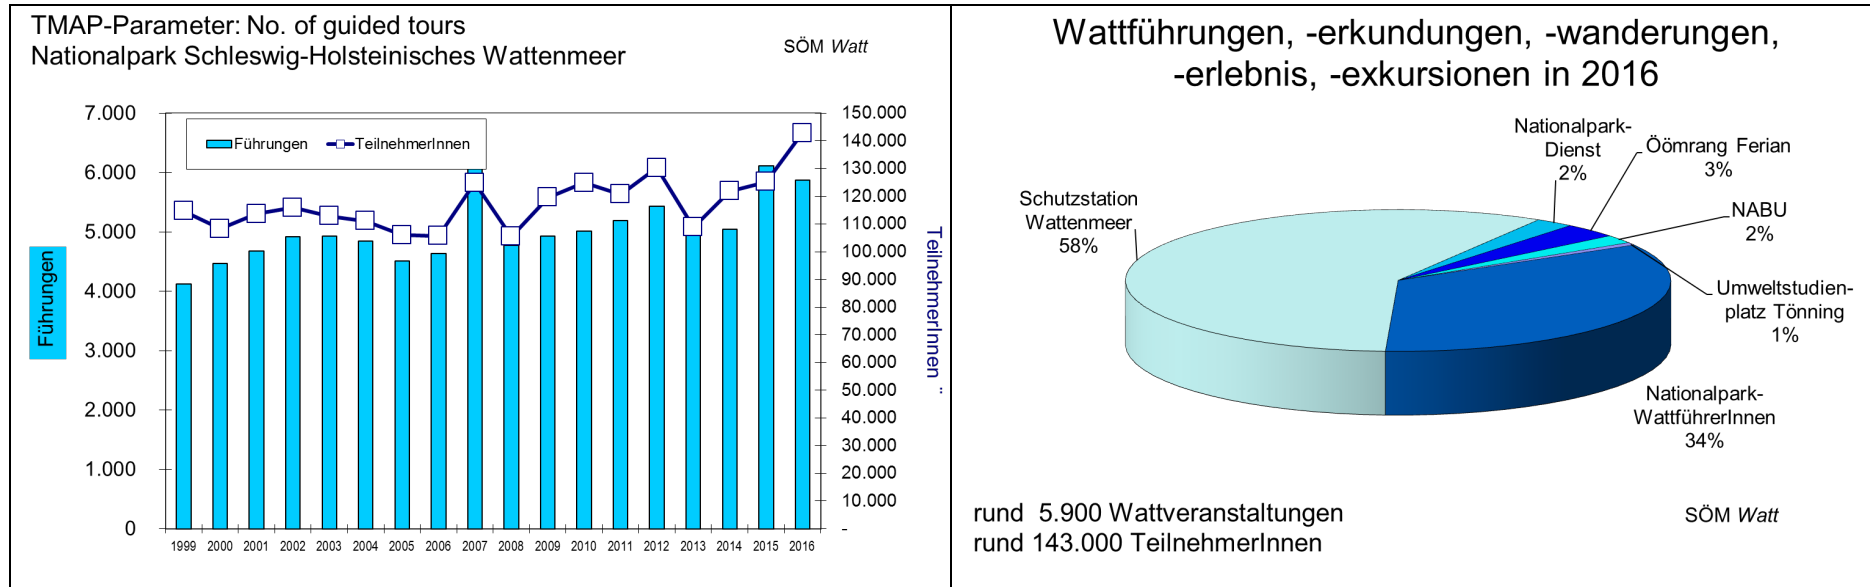 TMAP-Parameter: No. of guided tours
Nationalpark Schleswig-Holsteinisches Wattenmeer
SÖM Watt
Führungen
TeilnehmerInnen
7.000
6.000
5.000
4.000
3.000
2.000
1.000
0
Führungen
150.000
140.000
130.000
120.000
110.000
100.000
90.000
80.000
70.000
60.000
50.000
40.000
30.000
20.000
10.000
-
TeilnehmerInnen ¨
1999 2000 2001 2002 2003 2004 2005 2006 2007 2008 2009 2010 2011 2012 2013 2014 2015 2016
Wattführungen, -erkundungen, -wanderungen,
-erlebnis, -exkursionen in 2016
Nationalpark-
Dienst
2%
Öömrang Ferian
3%
Schutzstation
Wattenmeer
58%
NABU
2%
Umweltstudien-
platz Tönning
1%
Nationalpark-
WattführerInnen
34%
rund 5.900 Wattveranstaltungen
rund 143.000 TeilnehmerInnen
SÖM Watt